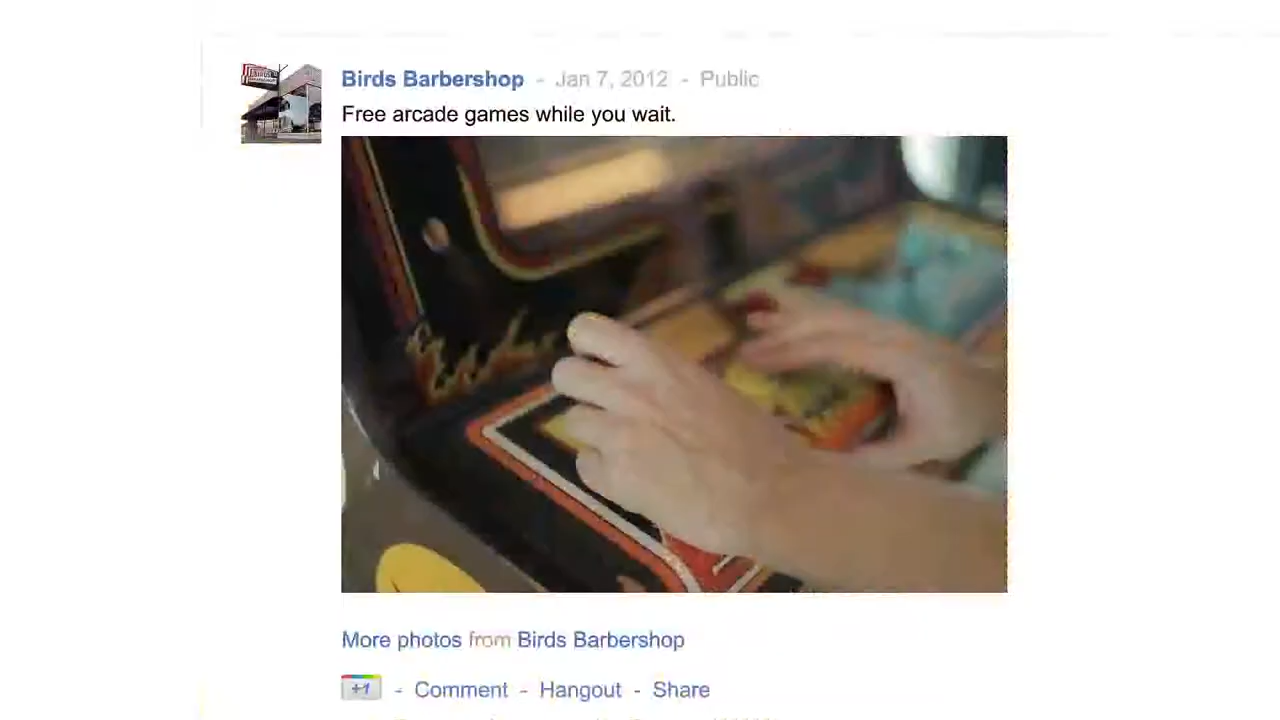 Birds Barbershop - Jan 7, 2012 - Public
Free arcade games while you wait.
More photos from Birds Barbershop
+1 - Comment - Hangout - Share